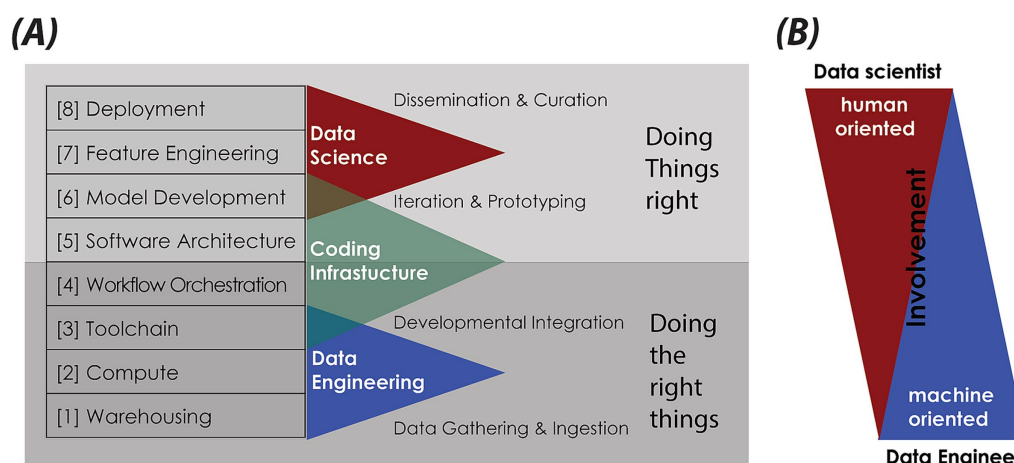 (A)
[8] Deployment
[7] Feature Engineering
[6] Model Development
[5] Software Architecture
[4] Workflow Orchestration
[3] Toolchain
[2] Compute
[1] Warehousing
Data
Science
Coding
Infrastucture
Data
Engineering
Dissemination & Curation
Iteration & Prototyping
Developmental Integration
Data Gathering & Ingestion
Doing
Things
right
Doing
the
right
things
(B)
Data scientist
human
oriented
Involvement
machine
oriented
Data Enginee